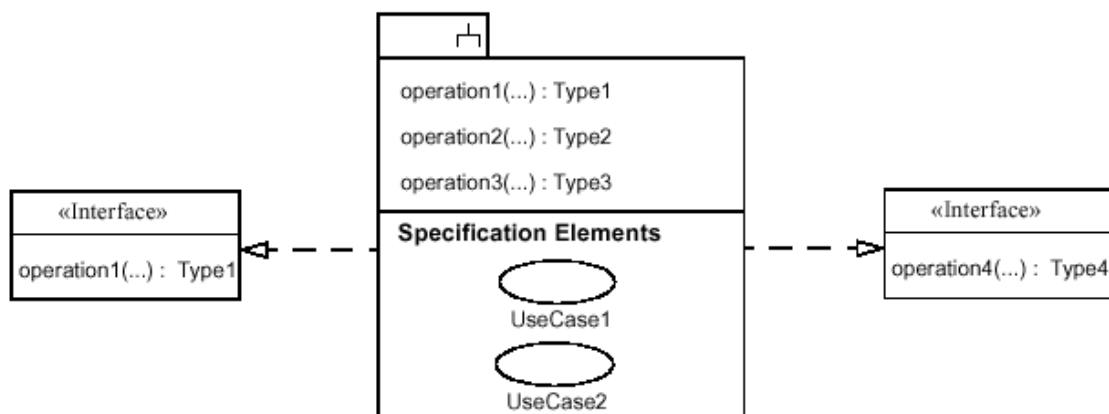 operation1(...) : Type1
operation2(...) : Type2
operation3(...) : Type3
«Interface»
operation1(...) : Type1
Specification Elements
UseCase1
UseCase2
«Interface»
operation4(...) : Type4